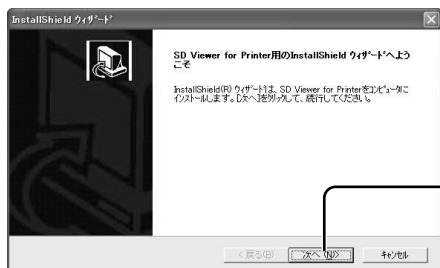 InstallShield ウィザード
SD Viewer for Printer用のInstallShield ウィザードへよう
こそ
InstallShield(R) ウィザードは、SD Viewer for Printerをコンピュータに
インストールします。[次へ]をクリックして、続行してください。
< 戻る(B)
次へ(N)>
キャンセル